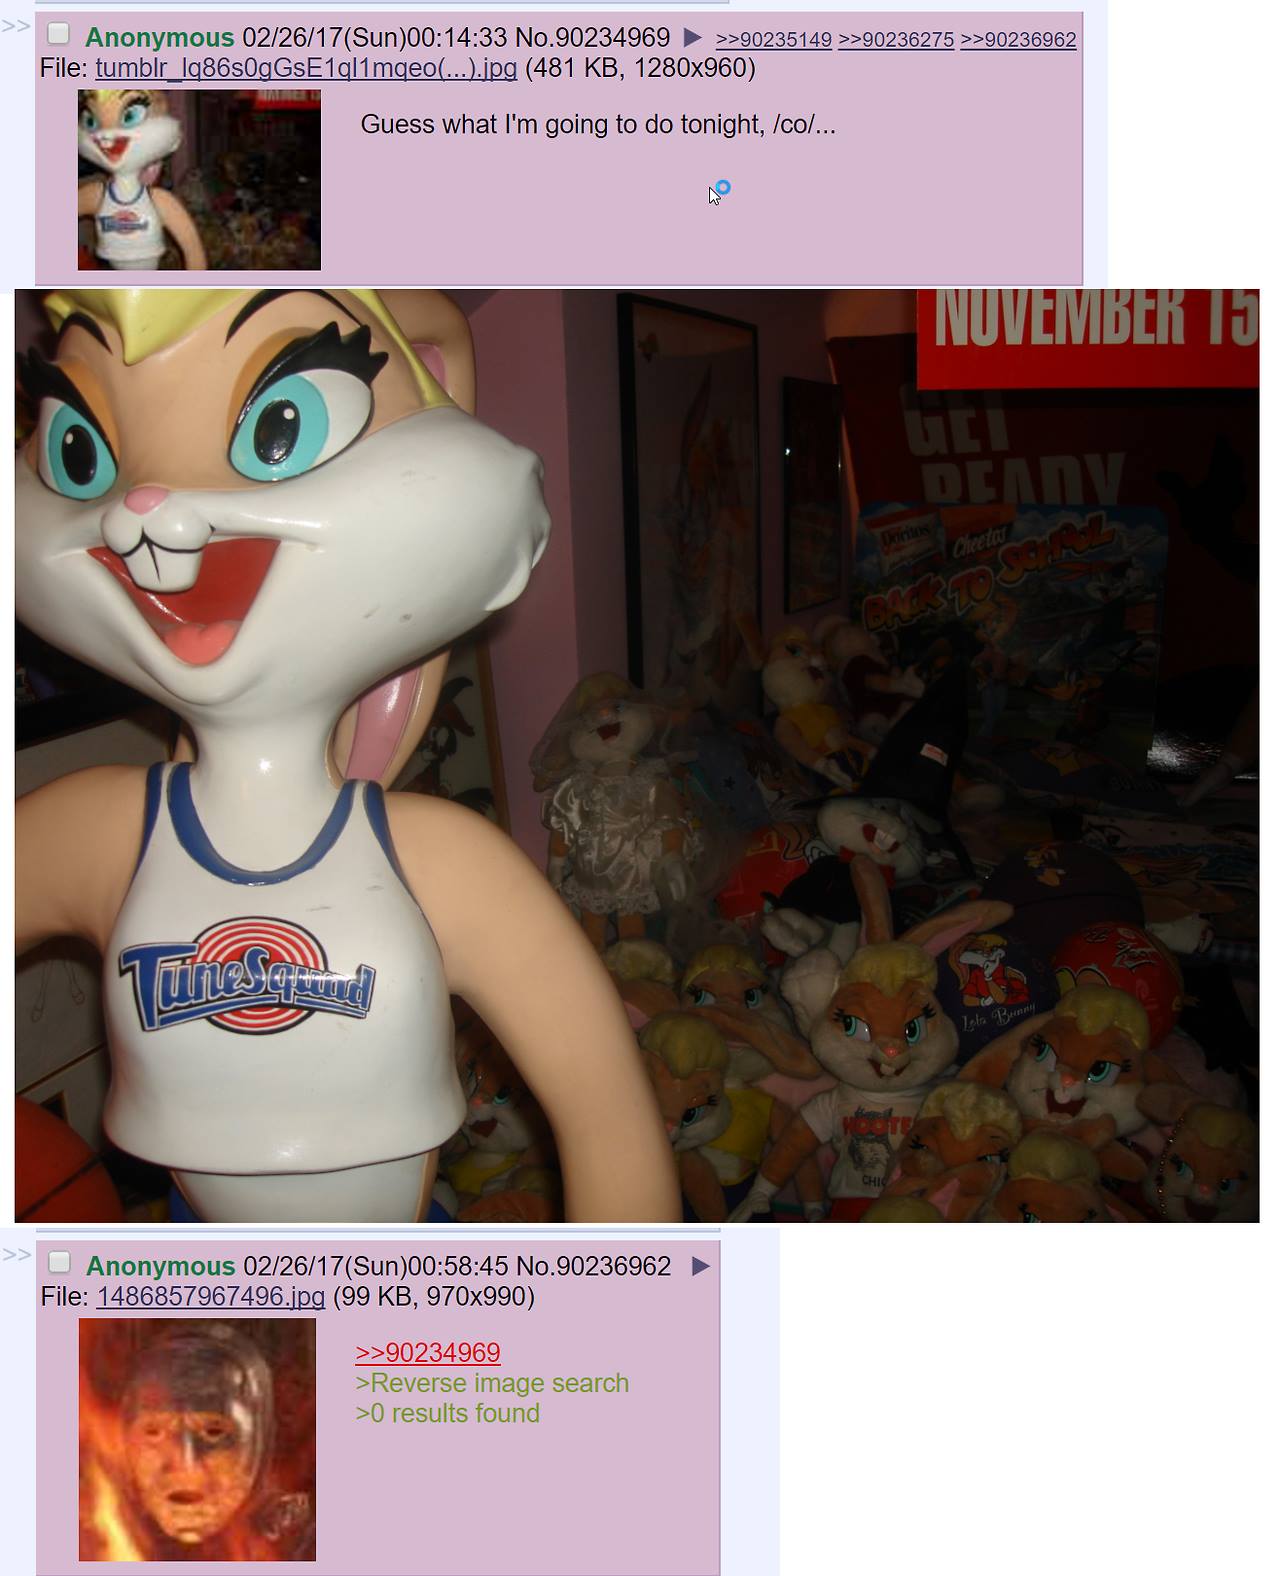 >> Anonymous 02/26/17(Sun)00:14:33 No.90234969 ▶ >>90235149 >>90236275 >>90236962
File: tumblr_lq86s0gGsE1ql1mqeo(...).jpg (481 KB, 1280x960)
Guess what I'm going to do tonight, /co/...
NOVEMBER 15
GET
READY
Doritos
Cheetos
BACK TO SCHOOL
TuneSquad
Lola Bunny
CHIC
>> Anonymous 02/26/17(Sun)00:58:45 No.90236962 ▶
File: 1486857967496.jpg (99 KB, 970x990)
>>90234969
>Reverse image search
>0 results found